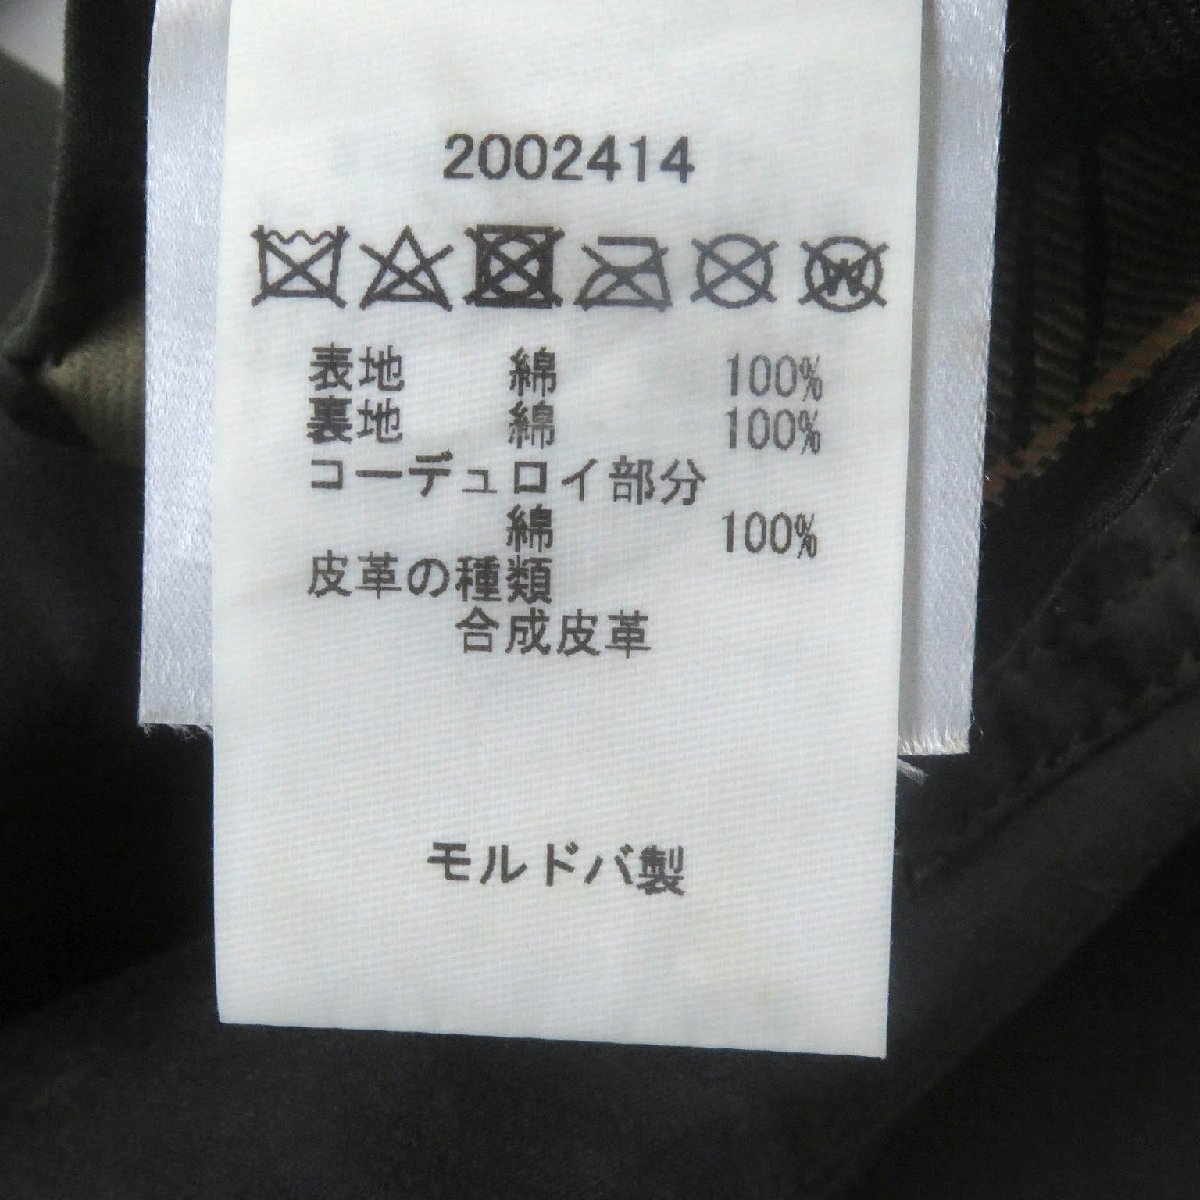 2002414
表地 綿 100%
裏地 綿 100%
コーデュロイ部分
綿 100%
皮革の種類
合成皮革
モルドバ製